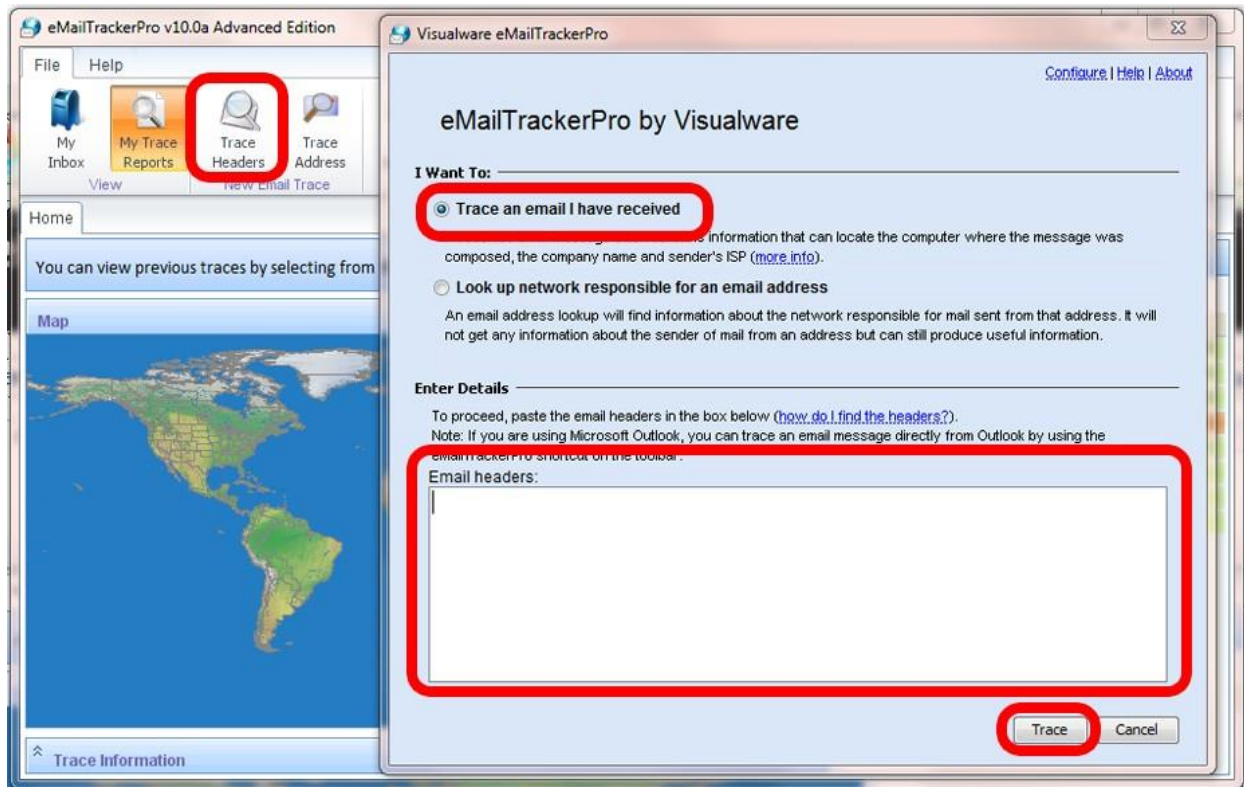 eMailTrackerPro v10.0a Advanced Edition
File Help
My Inbox
My Trace Reports
Trace Headers
Trace Address
View
New Email Trace
Home
You can view previous traces by selecting from
Map
Trace Information
Visualware eMailTrackerPro
Configure | Help | About
eMailTrackerPro by Visualware
I Want To:
Trace an email I have received
information that can locate the computer where the message was
composed, the company name and sender's ISP (more info).
Look up network responsible for an email address
An email address lookup will find information about the network responsible for mail sent from that address. It will
not get any information about the sender of mail from an address but can still produce useful information.
Enter Details
To proceed, paste the email headers in the box below (how do I find the headers?).
Note: If you are using Microsoft Outlook, you can trace an email message directly from Outlook by using the
eMailTrackerPro shortcut on the toolbar.
Email headers:
Trace Cancel